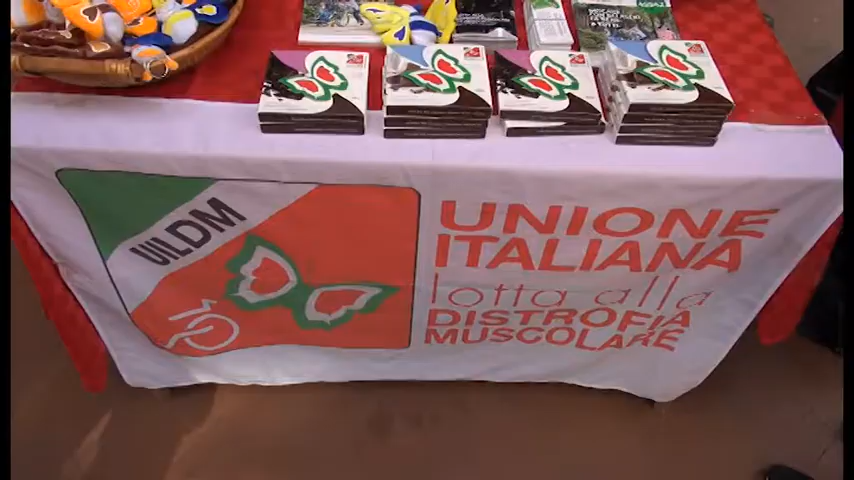 UILDM
UNIONE
ITALIANA
lotta alla
DISTROFIA
MUSCOLARE